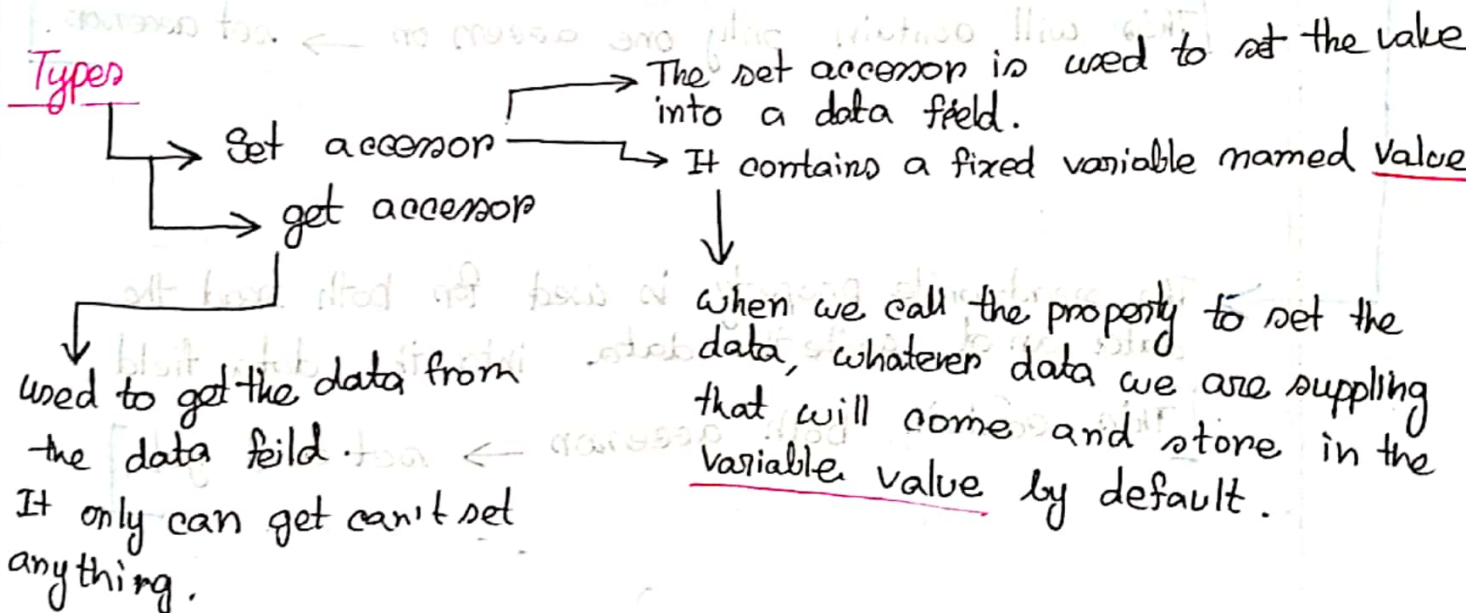 Types
Set accessor
The set accessor is used to set the value
into a data field.
It contains a fixed variable named Value
when we call the property to set the
data, whatever data we are suppling
that will come and store in the
variable value by default.
get accessor
used to get the data from
the data feild.
It only can get can't set
anything.